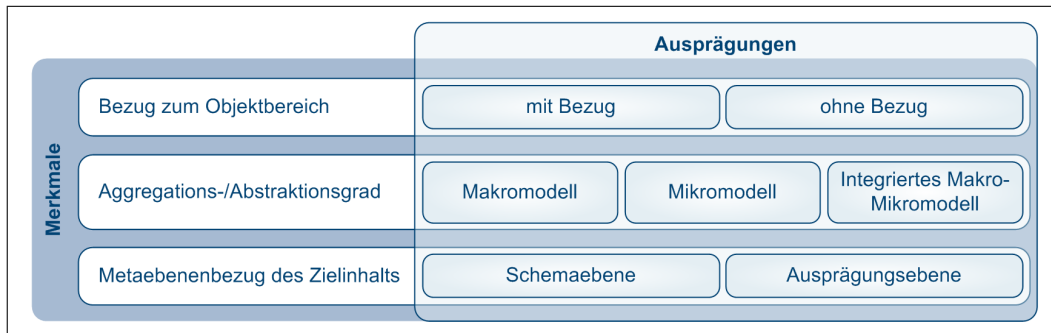 Ausprägungen
Merkmale
Bezug zum Objektbereich
mit Bezug
ohne Bezug
Aggregations-/Abstraktionsgrad
Makromodell
Mikromodell
Integriertes Makro-
Mikromodell
Metaebenenbezug des Zielinhalts
Schemaebene
Ausprägungsebene